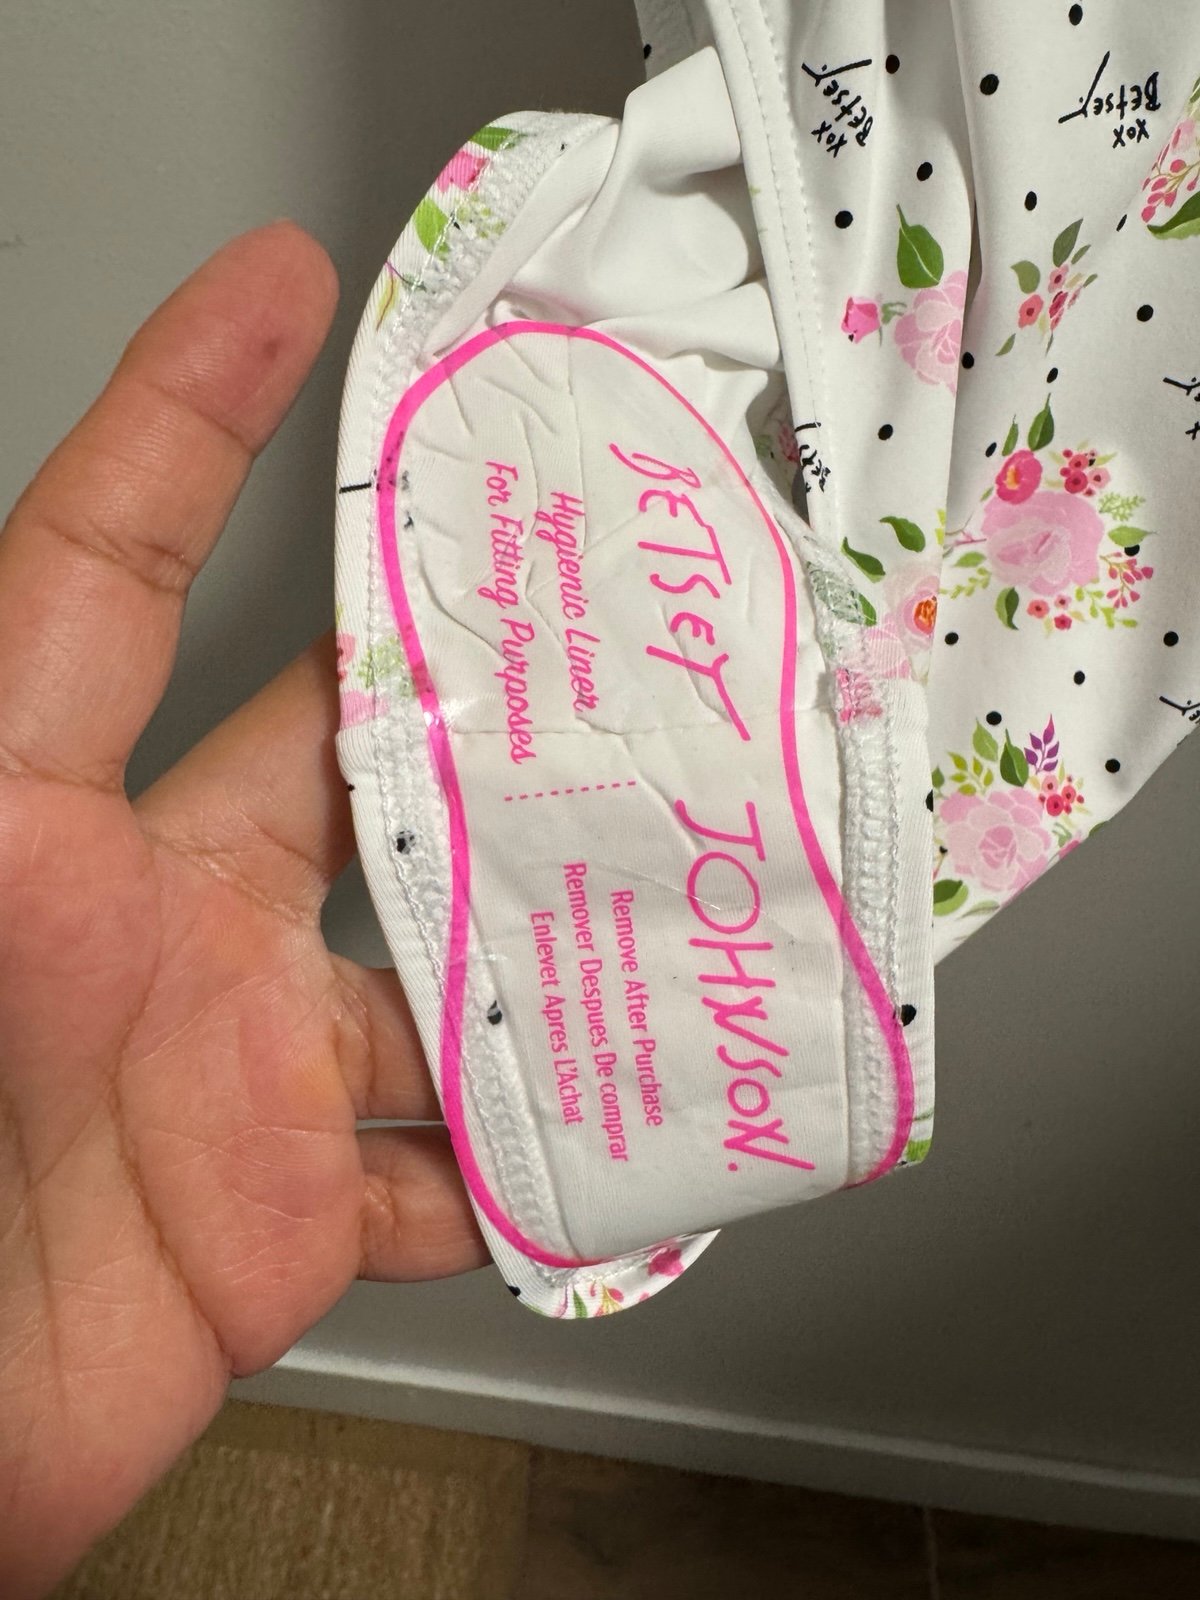 BETSEY JOHNSON.
Hygienic Liner
For Fitting Purposes
Remove After Purchase
Remover Despues De comprar
Enlevet Apres L'Achat
xox
BETSEY.
xox
BETSEY.